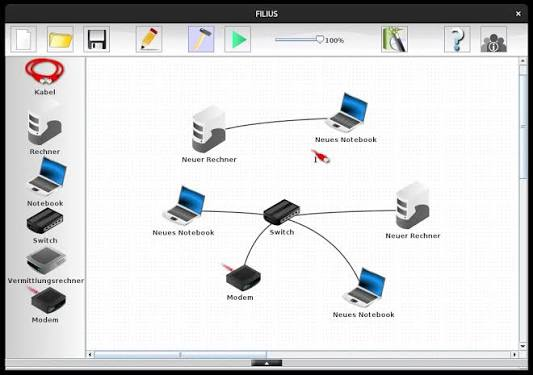 FILIUS
100%
Kabel
Rechner
Notebook
Switch
Vermittlungsrechner
Modem
Neuer Rechner
Neues Notebook
Neues Notebook
Switch
Neuer Rechner
Modem
Neues Notebook